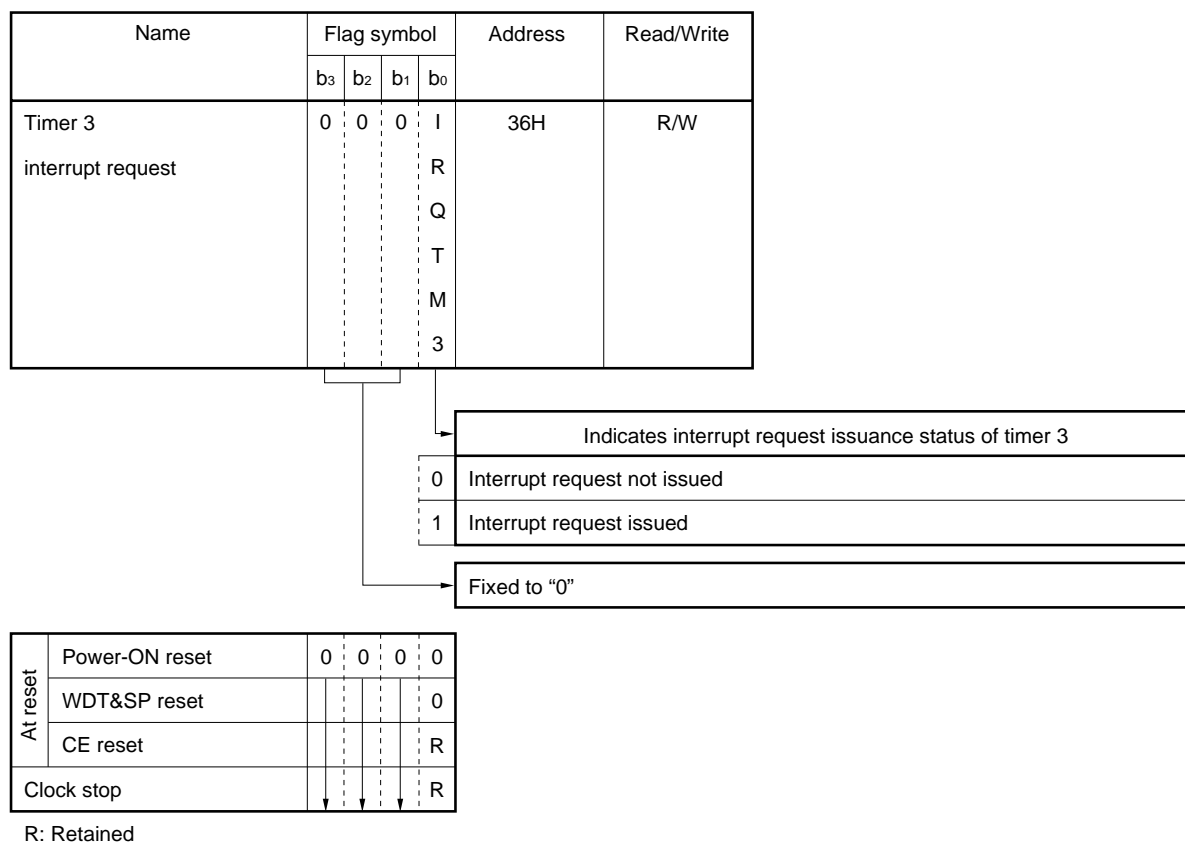 Name Flag symbol Address Read/Write
b3 b2 b1 b0
Timer 3 0 0 0 I 36H R/W
interrupt request R
Q
T
M
3
Indicates interrupt request issuance status of timer 3
0 Interrupt request not issued
1 Interrupt request issued
Fixed to “0”
At reset
Power-ON reset 0 0 0 0
WDT&SP reset 0
CE reset R
Clock stop R
R: Retained